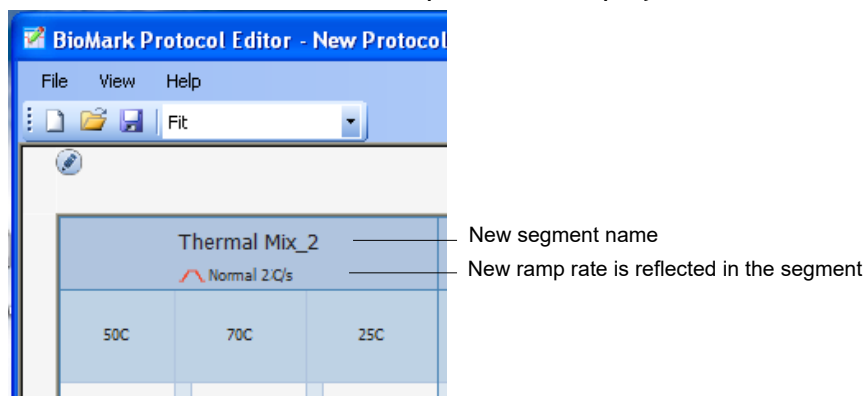 BioMark Protocol Editor - New Protocol
File View Help
Fit
Thermal Mix_2
New segment name
Normal 2C/s
New ramp rate is reflected in the segment
50C 70C 25C